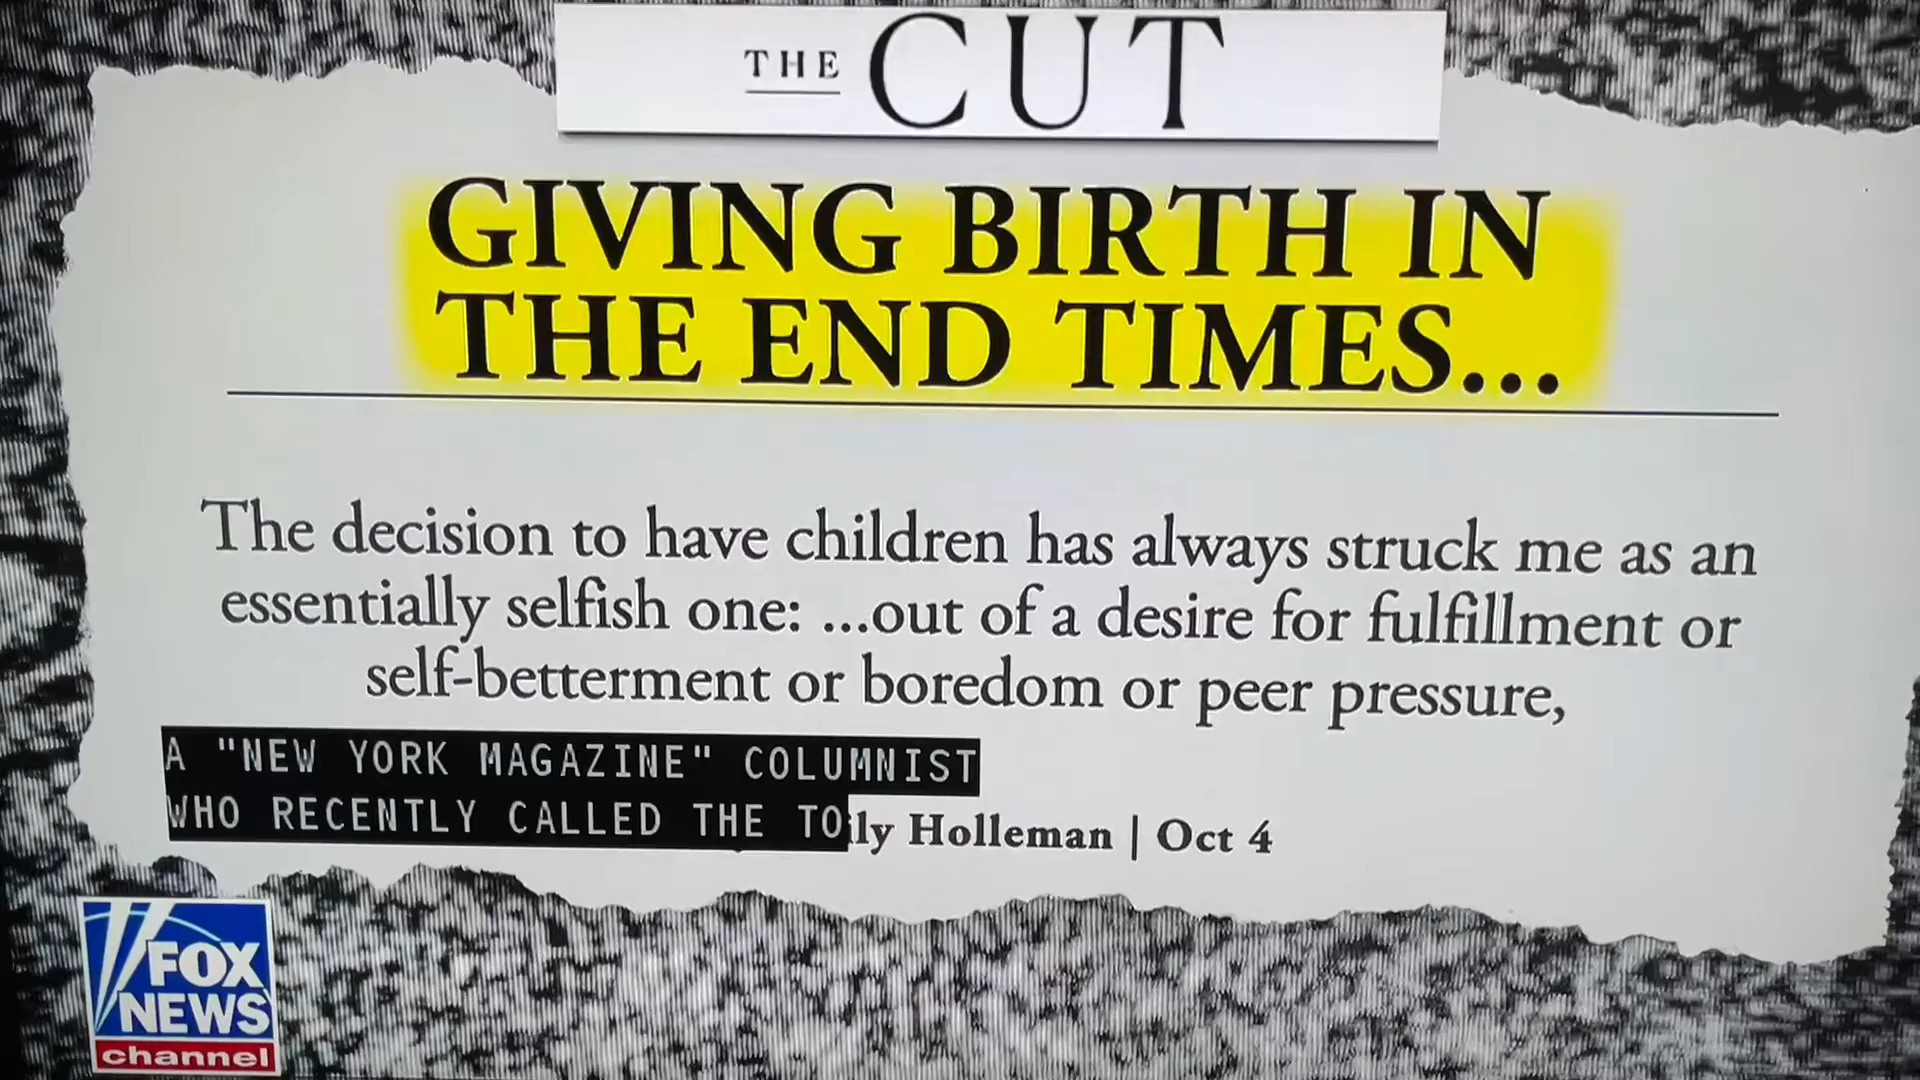 THE CUT
GIVING BIRTH IN
THE END TIMES...
The decision to have children has always struck me as an
essentially selfish one: ...out of a desire for fulfillment or
self-betterment or boredom or peer pressure,
A "NEW YORK MAGAZINE" COLUMNIST
WHO RECENTLY CALLED THE TO
ily Holleman | Oct 4
FOX
NEWS
channel